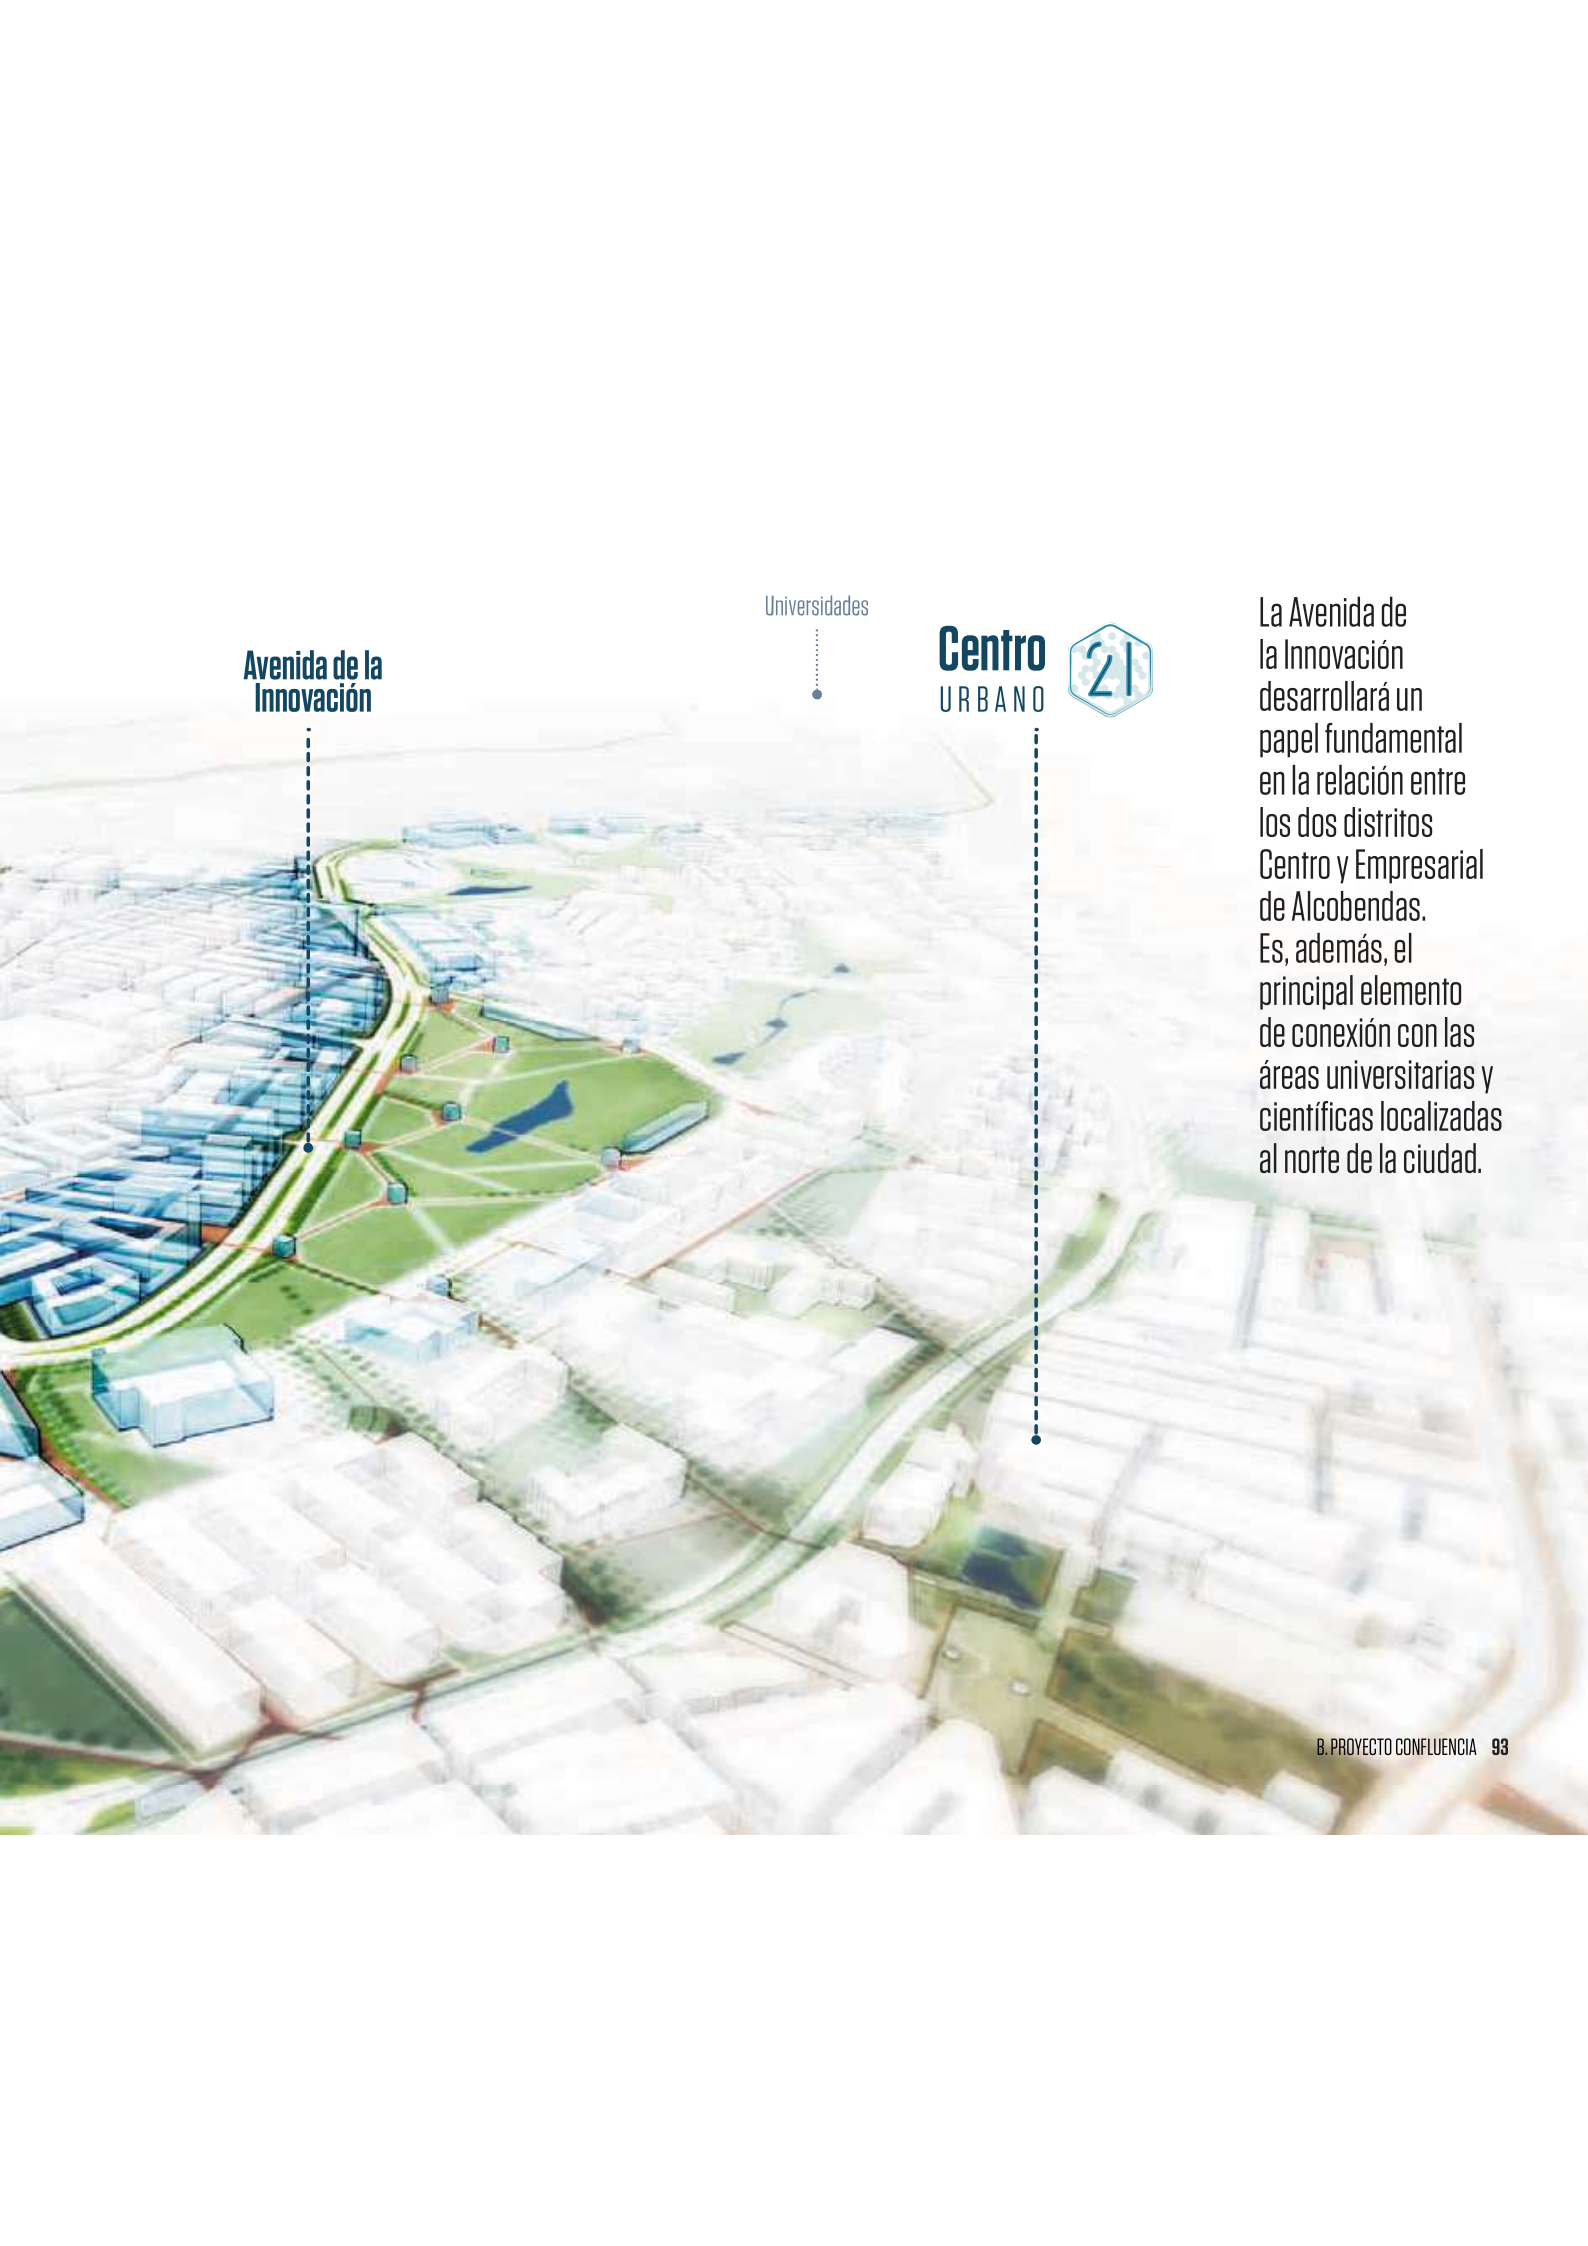 Universidades
Avenida de la
Innovación
Centro
URBANO
21
La Avenida de
la Innovación
desarrollará un
papel fundamental
en la relación entre
los dos distritos
Centro y Empresarial
de Alcobendas.
Es, además, el
principal elemento
de conexión con las
áreas universitarias y
científicas localizadas
al norte de la ciudad.
B. PROYECTO CONFLUENCIA 93